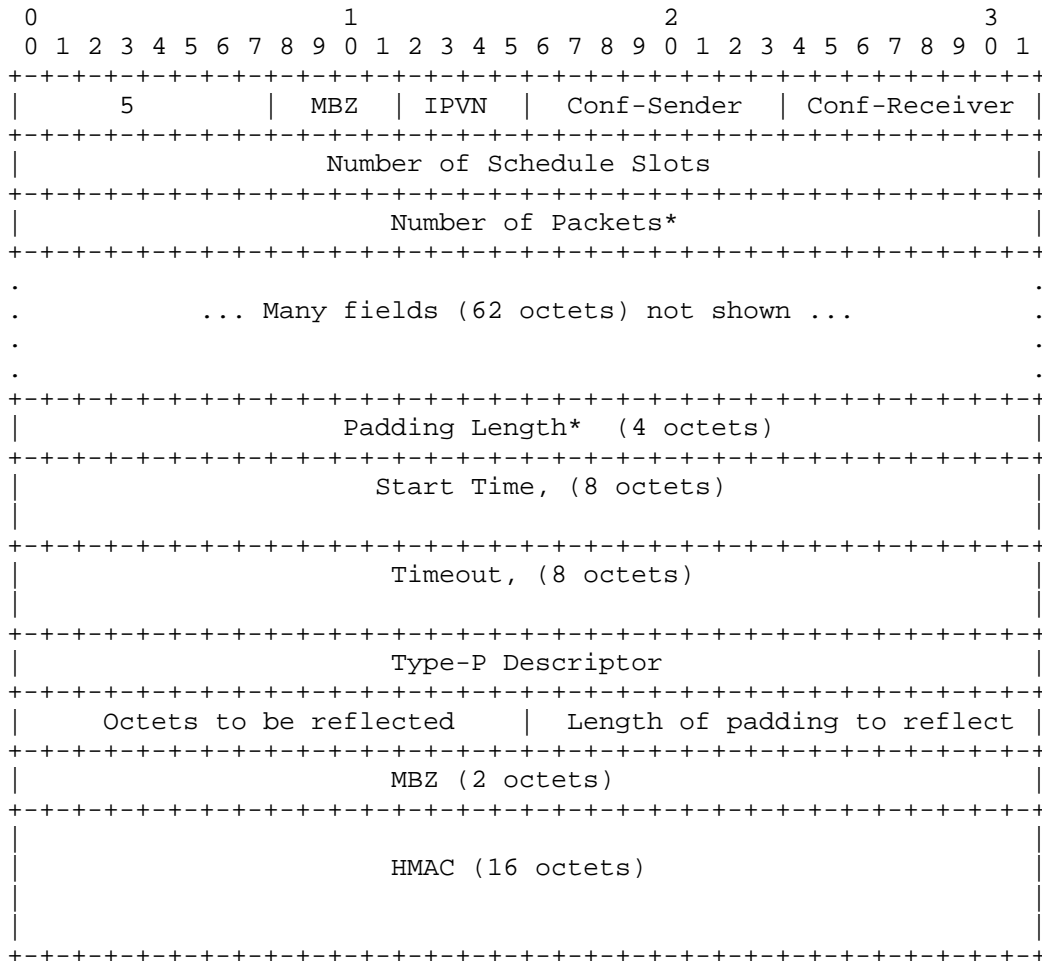 0                   1                   2                   3
0 1 2 3 4 5 6 7 8 9 0 1 2 3 4 5 6 7 8 9 0 1 2 3 4 5 6 7 8 9 0 1
+-+-+-+-+-+-+-+-+-+-+-+-+-+-+-+-+-+-+-+-+-+-+-+-+-+-+-+-+-+-+-+-+
|      5        |  MBZ  | IPVN  |  Conf-Sender  | Conf-Receiver |
+-+-+-+-+-+-+-+-+-+-+-+-+-+-+-+-+-+-+-+-+-+-+-+-+-+-+-+-+-+-+-+-+
|                   Number of Schedule Slots                    |
+-+-+-+-+-+-+-+-+-+-+-+-+-+-+-+-+-+-+-+-+-+-+-+-+-+-+-+-+-+-+-+-+
|                       Number of Packets*                      |
+-+-+-+-+-+-+-+-+-+-+-+-+-+-+-+-+-+-+-+-+-+-+-+-+-+-+-+-+-+-+-+-+
.                                                               .
.           ... Many fields (62 octets) not shown ...           .
.                                                               .
.                                                               .
+-+-+-+-+-+-+-+-+-+-+-+-+-+-+-+-+-+-+-+-+-+-+-+-+-+-+-+-+-+-+-+-+
|                    Padding Length*  (4 octets)                |
+-+-+-+-+-+-+-+-+-+-+-+-+-+-+-+-+-+-+-+-+-+-+-+-+-+-+-+-+-+-+-+-+
|                      Start Time, (8 octets)                   |
|                                                               |
+-+-+-+-+-+-+-+-+-+-+-+-+-+-+-+-+-+-+-+-+-+-+-+-+-+-+-+-+-+-+-+-+
|                       Timeout, (8 octets)                     |
|                                                               |
+-+-+-+-+-+-+-+-+-+-+-+-+-+-+-+-+-+-+-+-+-+-+-+-+-+-+-+-+-+-+-+-+
|                       Type-P Descriptor                       |
+-+-+-+-+-+-+-+-+-+-+-+-+-+-+-+-+-+-+-+-+-+-+-+-+-+-+-+-+-+-+-+-+
|     Octets to be reflected    |  Length of padding to reflect |
+-+-+-+-+-+-+-+-+-+-+-+-+-+-+-+-+-+-+-+-+-+-+-+-+-+-+-+-+-+-+-+-+
|                       MBZ (2 octets)                          |
+-+-+-+-+-+-+-+-+-+-+-+-+-+-+-+-+-+-+-+-+-+-+-+-+-+-+-+-+-+-+-+-+
|                                                               |
|                       HMAC (16 octets)                        |
|                                                               |
|                                                               |
+-+-+-+-+-+-+-+-+-+-+-+-+-+-+-+-+-+-+-+-+-+-+-+-+-+-+-+-+-+-+-+-+